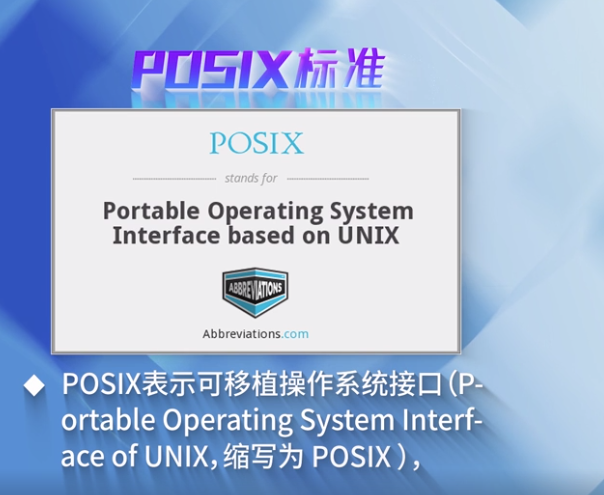 POSIX标准
POSIX
stands for
Portable Operating System
Interface based on UNIX
ABBREVIATIONS
Abbreviations.com
◆ POSIX表示可移植操作系统接口(P-
ortable Operating System Interf-
ace of UNIX, 缩写为 POSIX ),